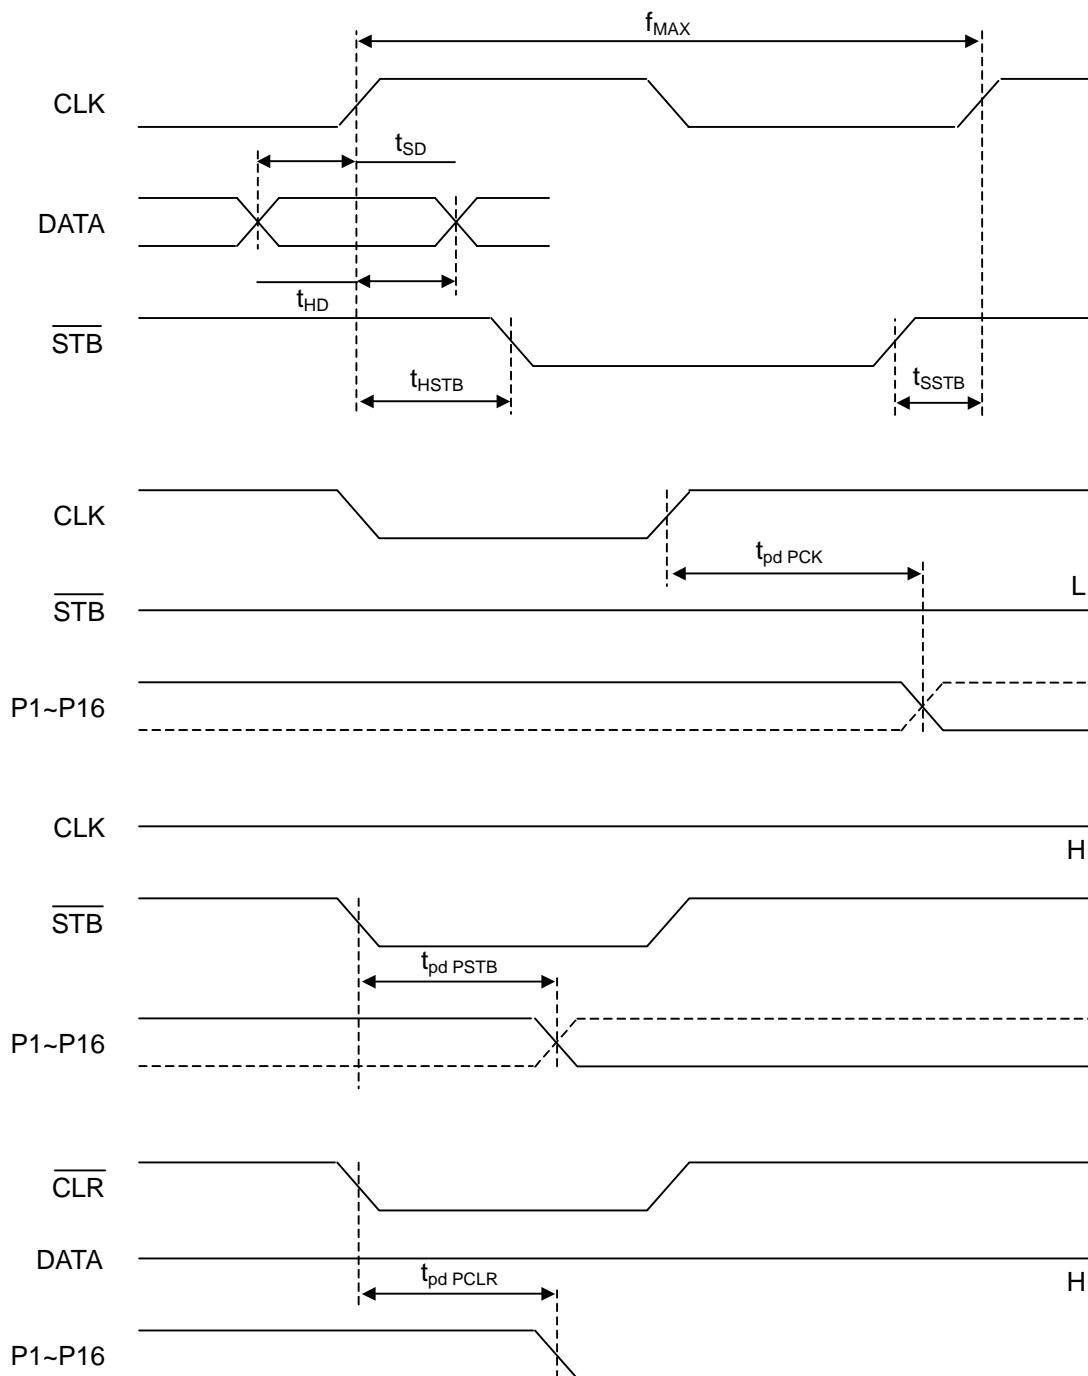 fMAX
CLK
tSD
DATA
tHD
STB
tHSTB
tSSTB
CLK
tpd PCK
L
STB
P1~P16
CLK
H
STB
tpd PSTB
P1~P16
CLR
DATA
H
tpd PCLR
P1~P16